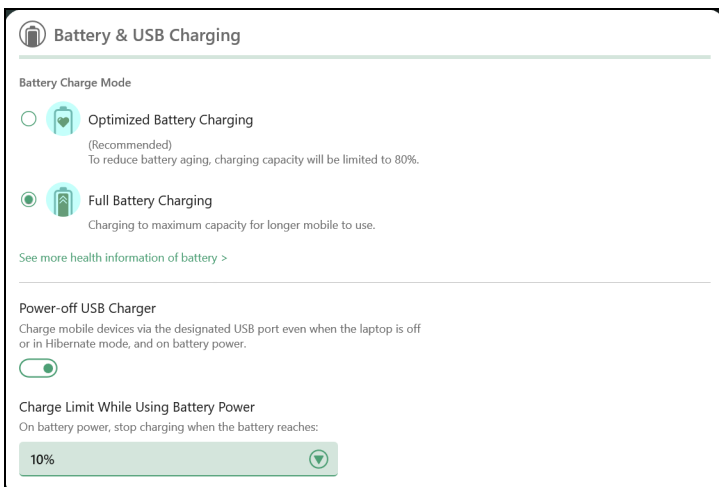 Battery & USB Charging
Battery Charge Mode
Optimized Battery Charging
(Recommended)
To reduce battery aging, charging capacity will be limited to 80%.
Full Battery Charging
Charging to maximum capacity for longer mobile to use.
See more health information of battery >
Power-off USB Charger
Charge mobile devices via the designated USB port even when the laptop is off
or in Hibernate mode, and on battery power.
Charge Limit While Using Battery Power
On battery power, stop charging when the battery reaches:
10%